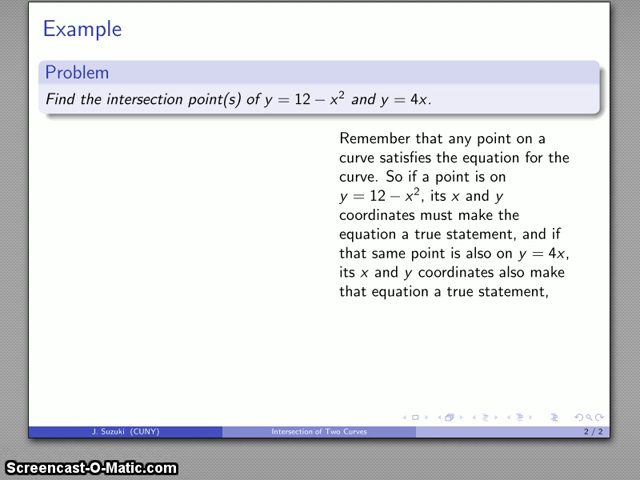 Example
Problem
Find the intersection point(s) of y = 12 − x² and y = 4x.
Remember that any point on a
curve satisfies the equation for the
curve. So if a point is on
y = 12 − x², its x and y
coordinates must make the
equation a true statement, and if
that same point is also on y = 4x,
its x and y coordinates also make
that equation a true statement,
J. Suzuki (CUNY)
Intersection of Two Curves
2 / 2
Screencast-O-Matic.com